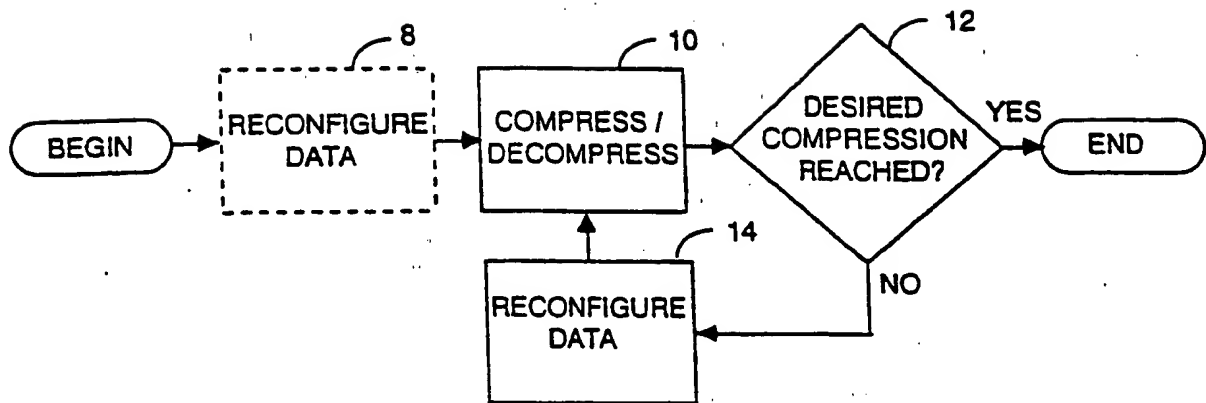 8
10
12
BEGIN
RECONFIGURE
DATA
COMPRESS /
DECOMPRESS
DESIRED
COMPRESSION
REACHED?
YES
END
14
NO
RECONFIGURE
DATA